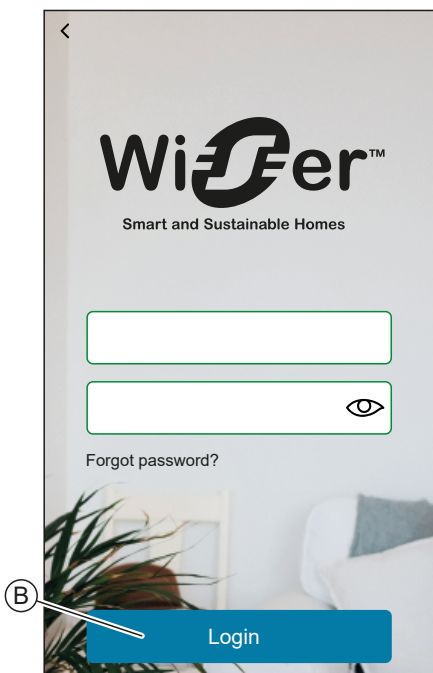 Wiser™
Smart and Sustainable Homes
Forgot password?
B
Login